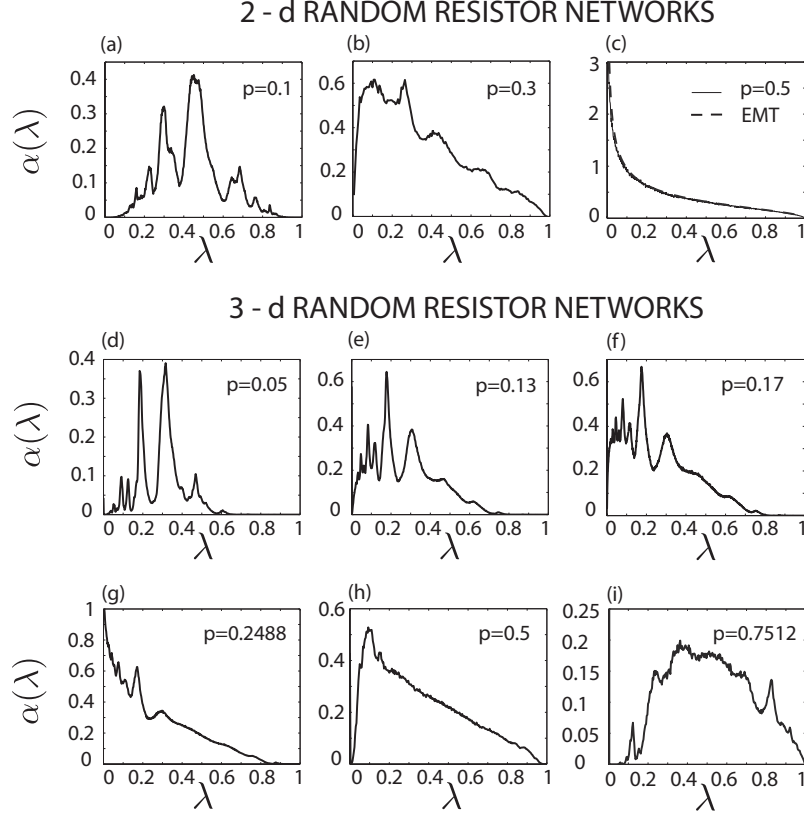 2 - d RANDOM RESISTOR NETWORKS
(a) (b) (c)
α(λ)
0.4
0.3
0.2
0.1
0
p=0.1
0 0.2 0.4 0.6 0.8 1
λ
0.6
0.4
0.2
0
p=0.3
0 0.2 0.4 0.6 0.8 1
λ
3
2
1
0
p=0.5
EMT
0 0.2 0.4 0.6 0.8 1
λ
3 - d RANDOM RESISTOR NETWORKS
(d) (e) (f)
α(λ)
0.4
0.3
0.2
0.1
0
p=0.05
0 0.2 0.4 0.6 0.8 1
λ
0.6
0.4
0.2
0
p=0.13
0 0.2 0.4 0.6 0.8 1
λ
0.6
0.4
0.2
0
p=0.17
0 0.2 0.4 0.6 0.8 1
λ
(g) (h) (i)
α(λ)
1
0.8
0.6
0.4
0.2
0
p=0.2488
0 0.2 0.4 0.6 0.8 1
λ
0.6
0.4
0.2
0
p=0.5
0 0.2 0.4 0.6 0.8 1
λ
0.25
0.2
0.15
0.1
0.05
0
p=0.7512
0 0.2 0.4 0.6 0.8 1
λ